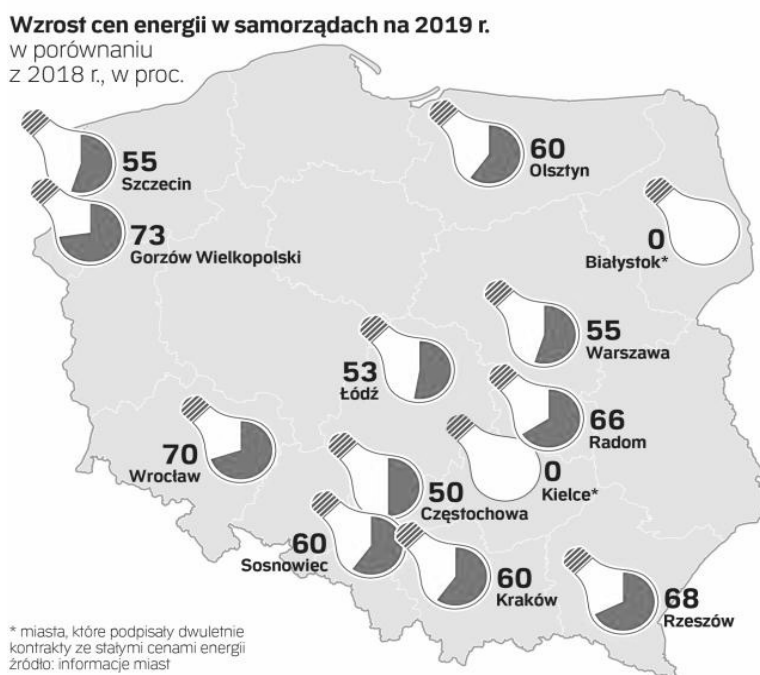 Wzrost cen energii w samorządach na 2019 r.
w porównaniu
z 2018 r., w proc.
55
Szczecin
60
Olsztyn
73
Gorzów Wielkopolski
0
Białystok*
55
Warszawa
53
Łódź
66
Radom
70
Wrocław
0
Kielce*
50
Częstochowa
60
Sosnowiec
60
Kraków
68
Rzeszów
* miasta, które podpisały dwuletnie
kontrakty ze stałymi cenami energii
źródło: informacje miast